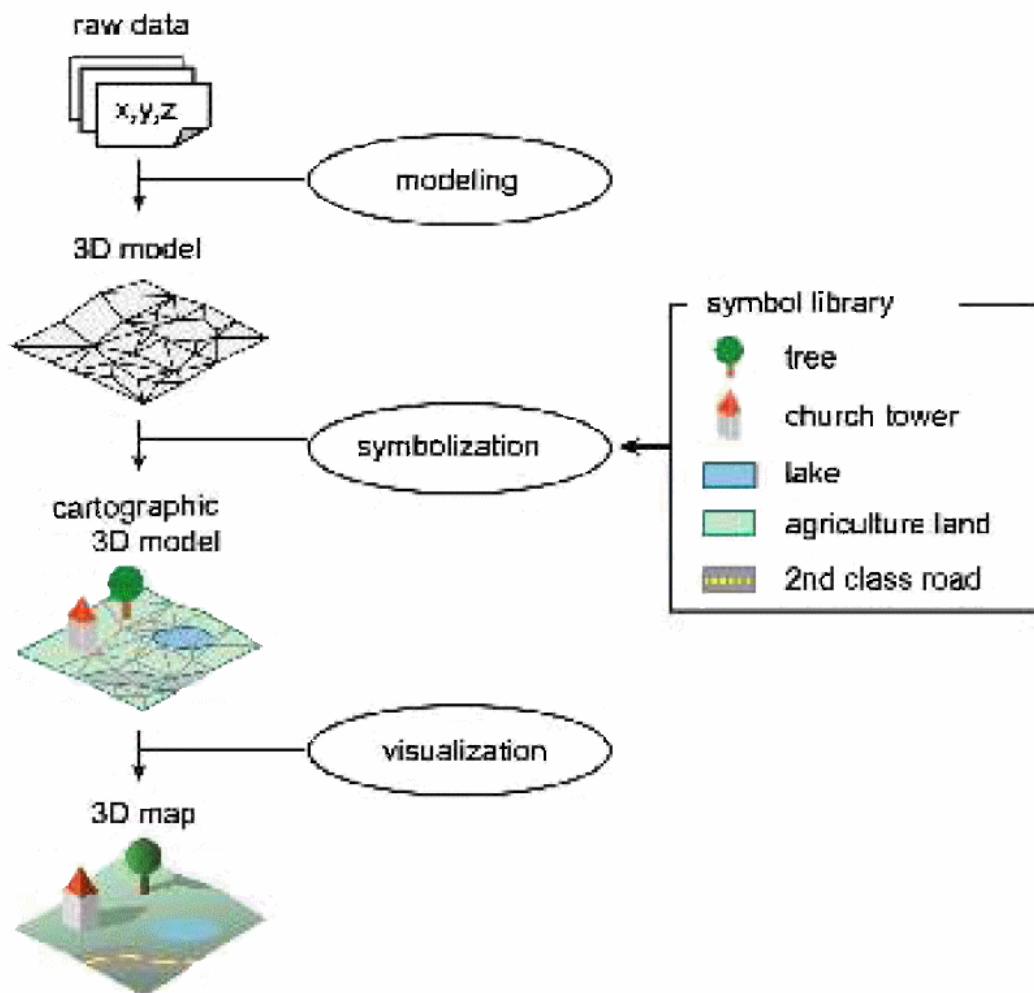 raw data
x,y,z
modeling
3D model
symbol library
tree
church tower
symbolization
lake
cartographic
3D model
agriculture land
2nd class road
visualization
3D map